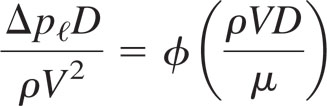 Δp_ℓ D / ρV² = φ (ρVD / μ)